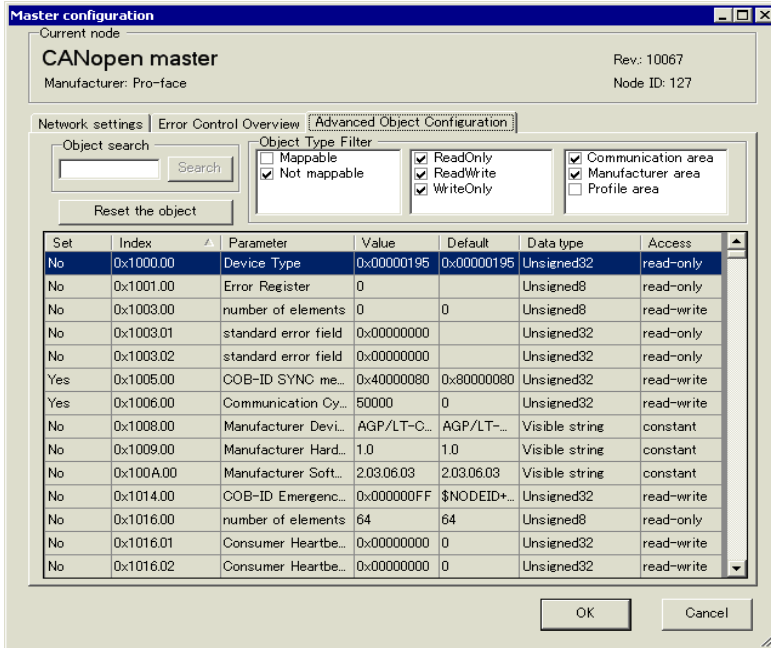 Master configuration
Current node
CANopen master
Rev.: 10067
Manufacturer: Pro-face
Node ID: 127
Network settings
Error Control Overview
Advanced Object Configuration
Object search
Search
Reset the object
Object Type Filter
Mappable
Not mappable
ReadOnly
ReadWrite
WriteOnly
Communication area
Manufacturer area
Profile area
Set Index Parameter Value Default Data type Access
No 0x1000.00 Device Type 0x00000195 0x00000195 Unsigned32 read-only
No 0x1001.00 Error Register 0 Unsigned8 read-only
No 0x1003.00 number of elements 0 0 Unsigned8 read-write
No 0x1003.01 standard error field 0x00000000 Unsigned32 read-only
No 0x1003.02 standard error field 0x00000000 Unsigned32 read-only
Yes 0x1005.00 COB-ID SYNC me... 0x40000080 0x80000080 Unsigned32 read-write
Yes 0x1006.00 Communication Cy... 50000 0 Unsigned32 read-write
No 0x1008.00 Manufacturer Devi... AGP/LT-C... AGP/LT-... Visible string constant
No 0x1009.00 Manufacturer Hard... 1.0 1.0 Visible string constant
No 0x100A.00 Manufacturer Soft... 2.03.06.03 2.03.06.03 Visible string constant
No 0x1014.00 COB-ID Emergenc... 0x000000FF $NODEID+... Unsigned32 read-write
No 0x1016.00 number of elements 64 64 Unsigned8 read-only
No 0x1016.01 Consumer Heartbe... 0x00000000 0 Unsigned32 read-write
No 0x1016.02 Consumer Heartbe... 0x00000000 0 Unsigned32 read-write
OK
Cancel